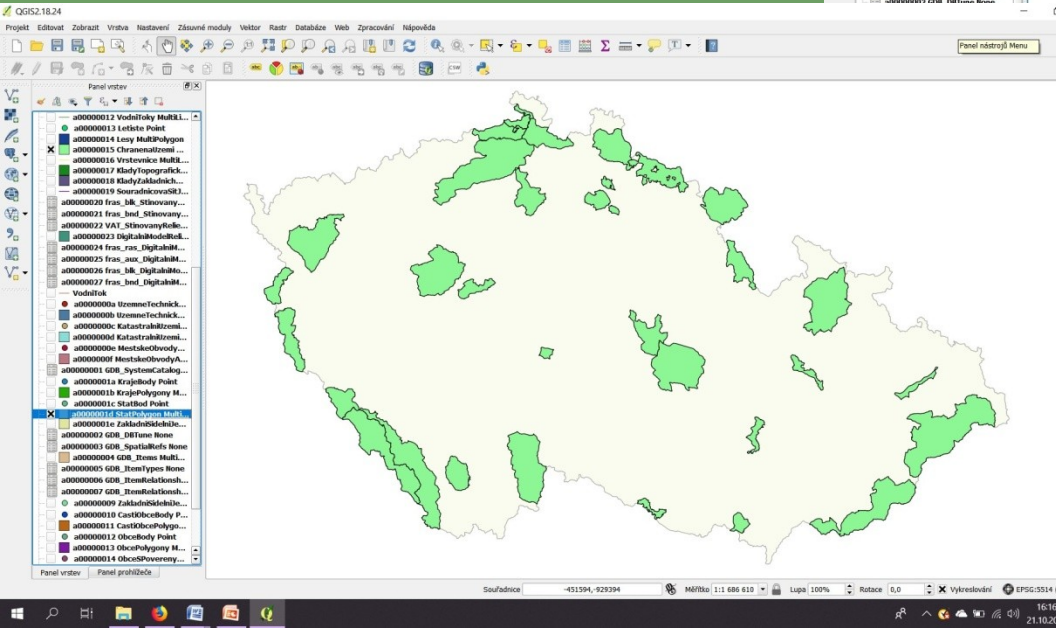 a00000003 GDB_DBTune None
QGIS2.18.24
Projekt Editovat Zobrazit Vrstva Nastavení Zásuvné moduly Vektor Rastr Databáze Web Zpracování Nápověda
Panel nástrojů Menu
Panel vrstev
a00000012 VodniToky MultiLi...
a00000013 Letiste Point
a00000014 Lesy MultiPolygon
a00000015 ChranenaUzemi ...
a00000016 Vrstevnice MultiL...
a00000017 KladyTopografick...
a00000018 KladyZakladnich...
a00000019 SouradnicovaSitJ...
a00000020 fras_blk_Stinovany...
a00000021 fras_bnd_Stinovany...
a00000022 VAT_StinovanyRelie...
a00000023 DigitalniModelReli...
a00000024 fras_ras_DigitalniM...
a00000025 fras_aux_DigitalniM...
a00000026 fras_blk_DigitalniMo...
a00000027 fras_bnd_DigitalniM...
VodniTok
a0000000a UzemneTechnick...
a0000000b UzemneTechnick...
a0000000c KatastralniUzemi...
a0000000d KatastralniUzemi...
a0000000e MestskeObvody...
a0000000f MestskeObvodyA...
a00000001 GDB_SystemCatalog...
a0000001a KrajeBody Point
a0000001b KrajePolygony M...
a0000001c StatBod Point
a0000001d StatPolygon Multi...
a0000001e ZakladniSidelniJe...
a00000002 GDB_DBTune None
a00000003 GDB_SpatialRefs None
a00000004 GDB_Items Multi...
a00000005 GDB_ItemTypes None
a00000006 GDB_ItemRelationsh...
a00000007 GDB_ItemRelationsh...
a00000009 ZakladniSidelniJe...
a00000010 CastiObceBody P...
a00000011 CastiObcePolygo...
a00000012 ObceBody Point
a00000013 ObcePolygony M...
a00000014 ObceSPovereny...
Panel vrstev Panel prohlížeče
Souřadnice -451594,-929394 Měřítko 1:1 686 610 Lupa 100% Rotace 0,0 Vykreslování EPSG:5514
16:16
21.10.20